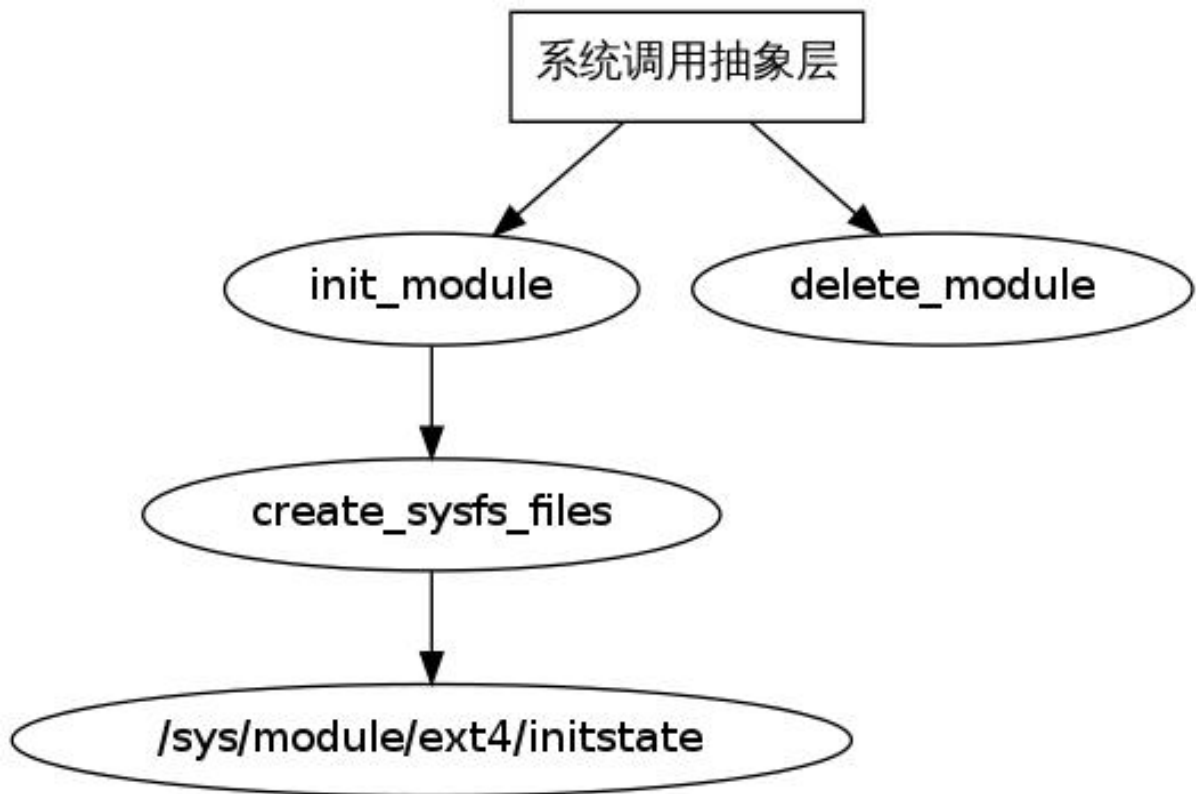 系统调用抽象层
init_module
delete_module
create_sysfs_files
/sys/module/ext4/initstate